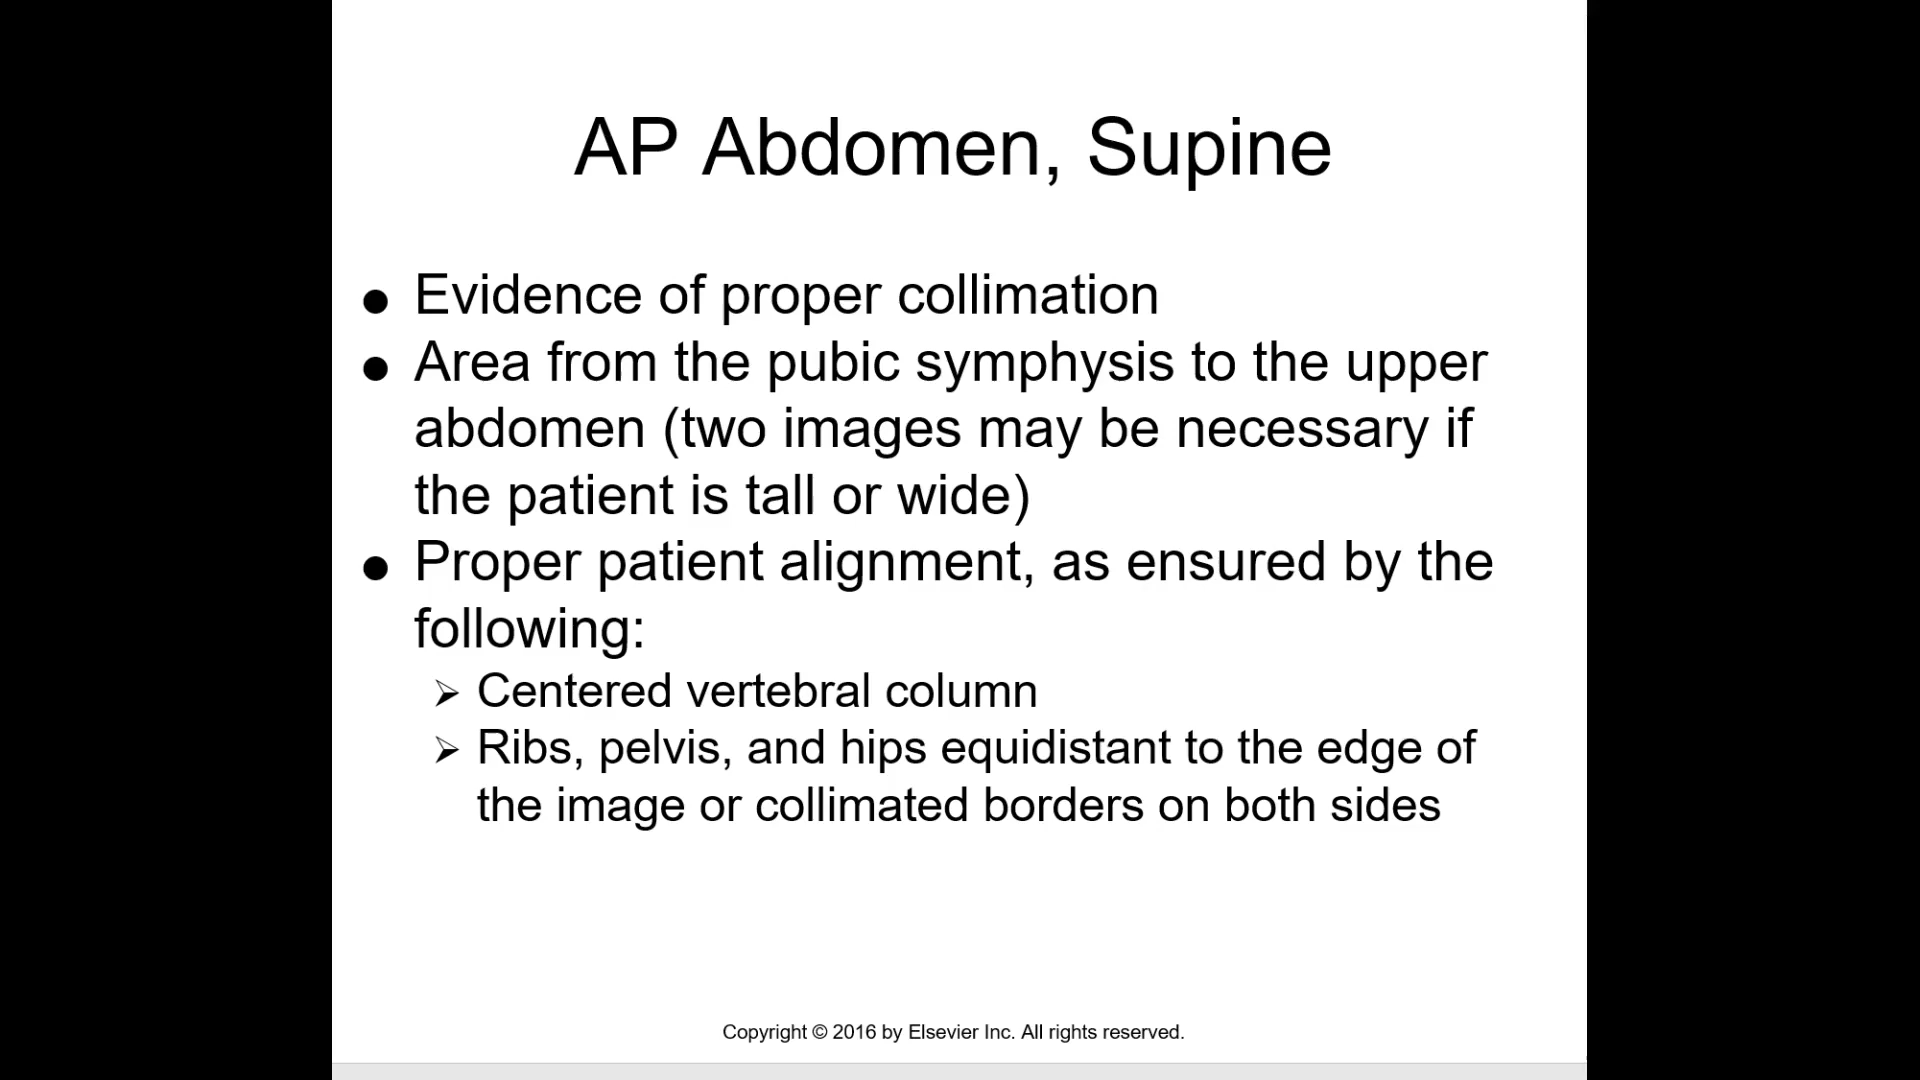 AP Abdomen, Supine
● Evidence of proper collimation
● Area from the pubic symphysis to the upper
abdomen (two images may be necessary if
the patient is tall or wide)
● Proper patient alignment, as ensured by the
following:
➢ Centered vertebral column
➢ Ribs, pelvis, and hips equidistant to the edge of
the image or collimated borders on both sides
Copyright © 2016 by Elsevier Inc. All rights reserved.